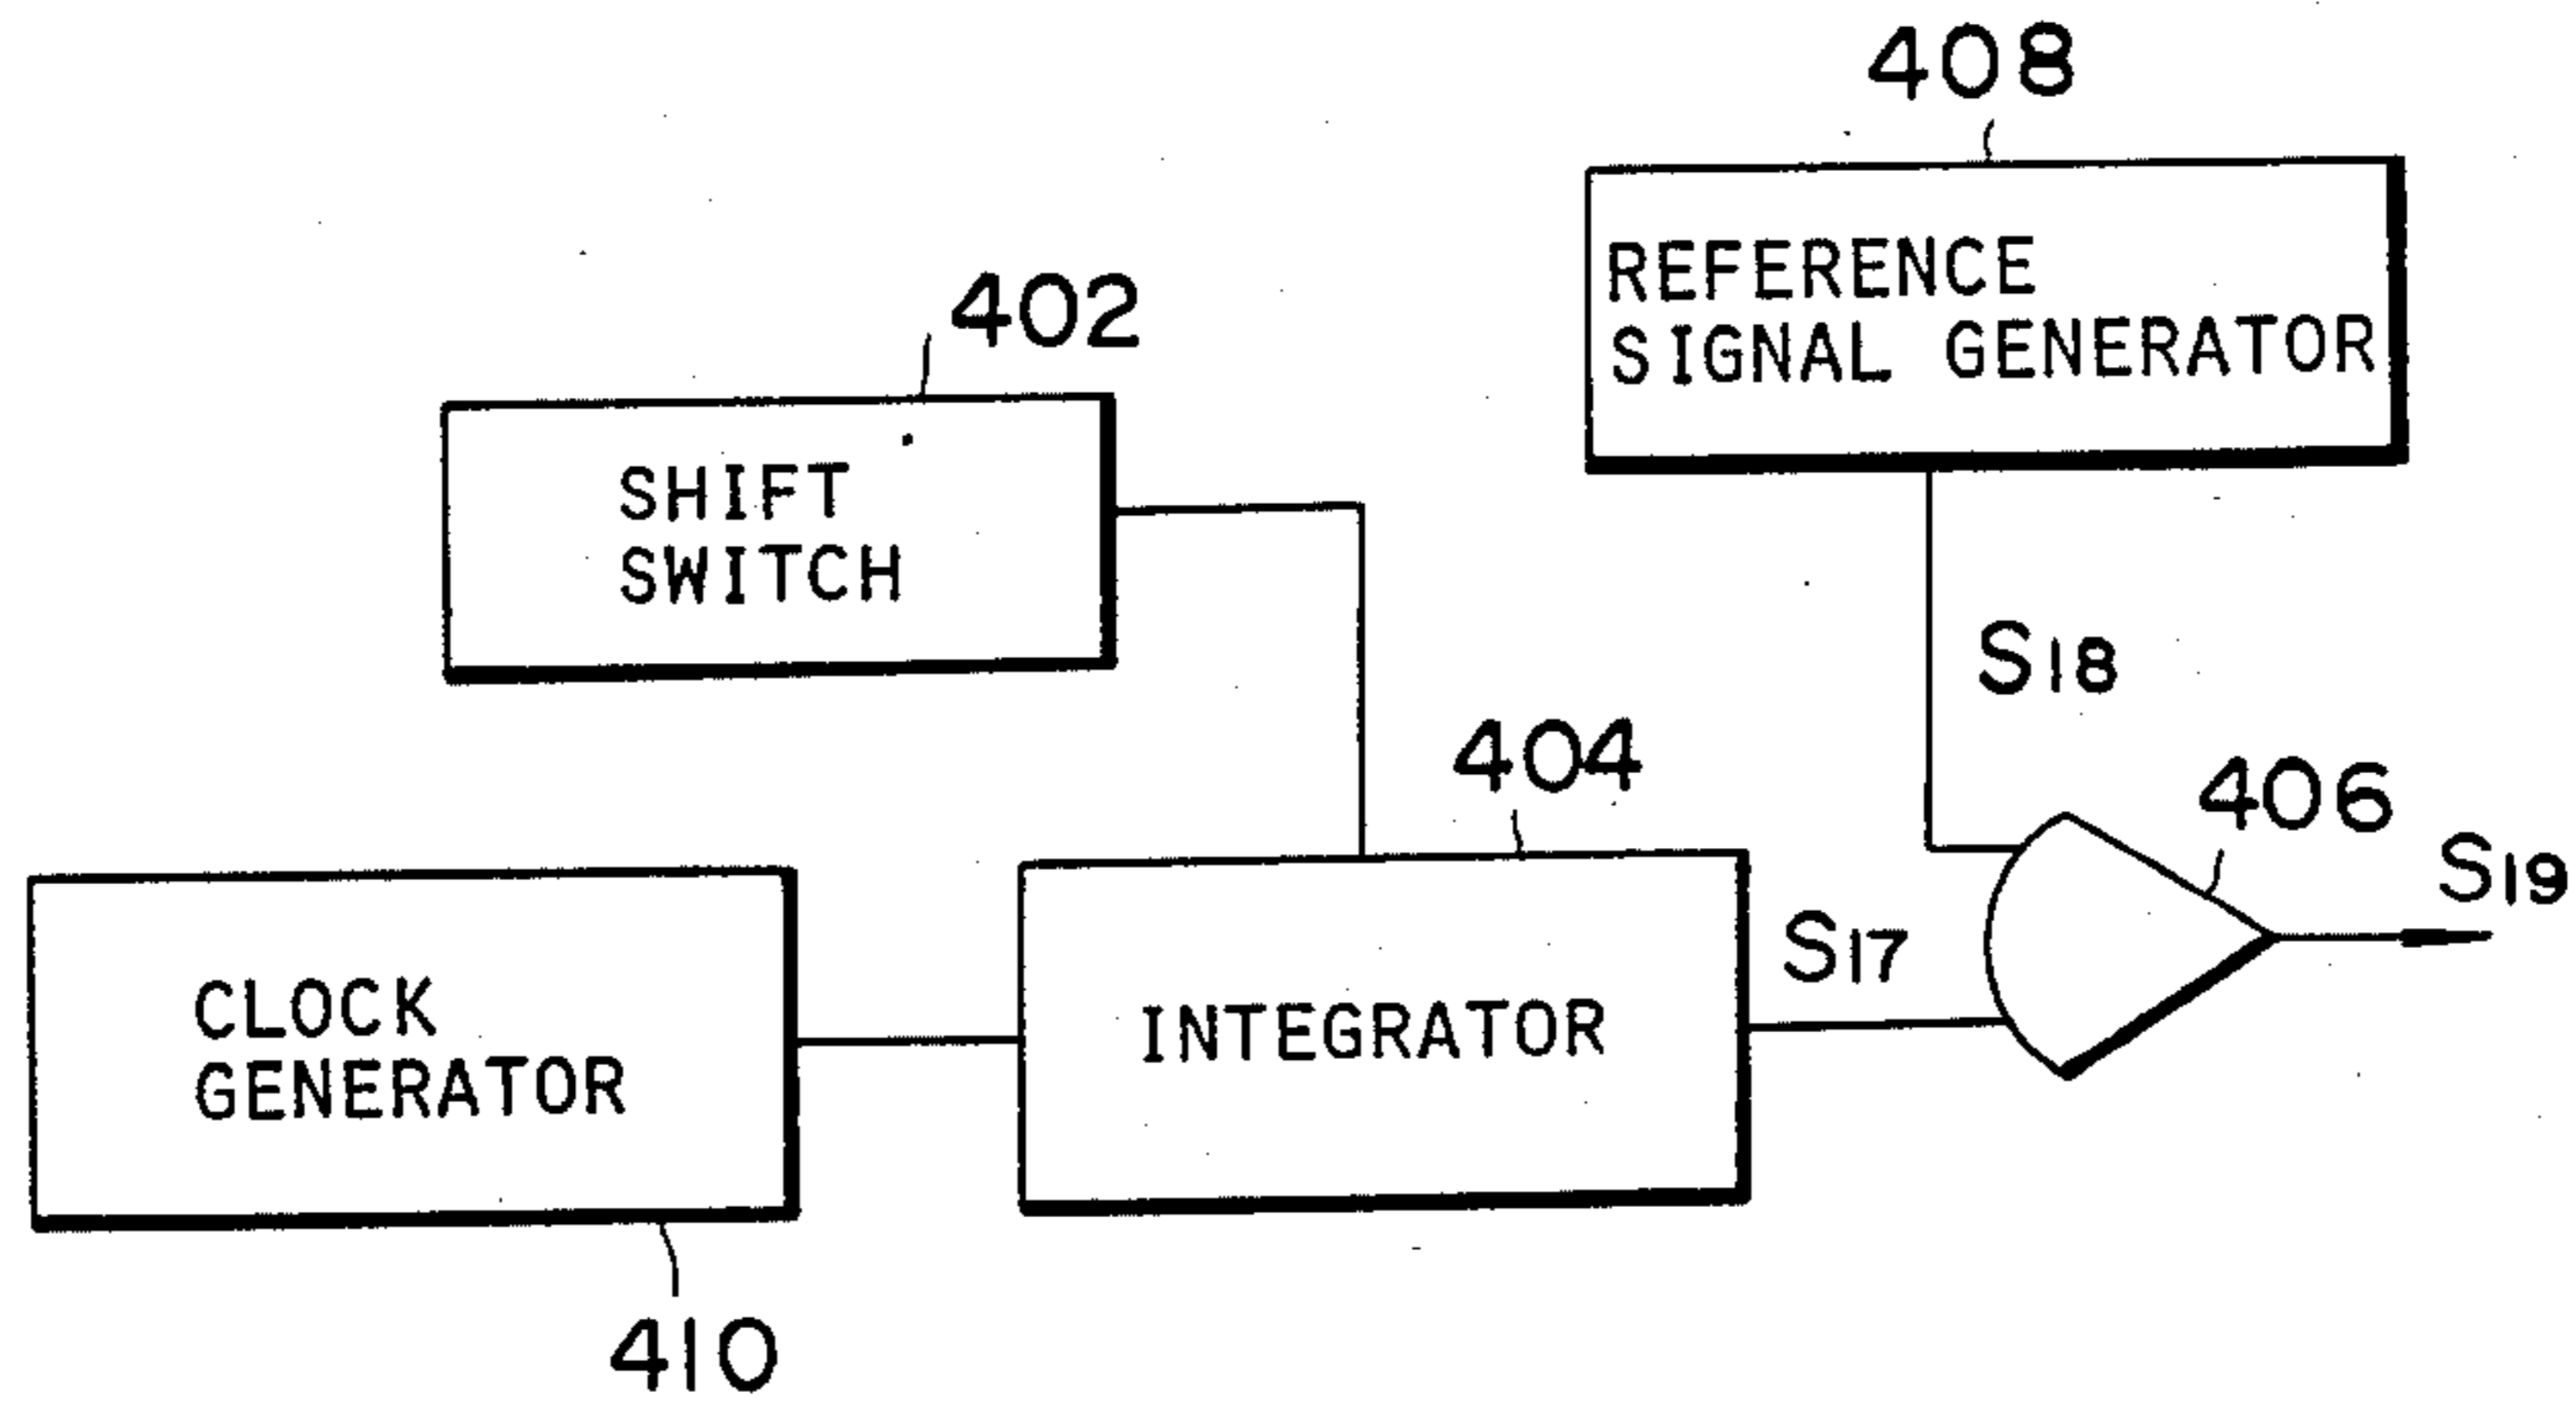 408
REFERENCE
SIGNAL GENERATOR
402
SHIFT
SWITCH
S18
404
406
S19
CLOCK
GENERATOR
INTEGRATOR
S17
410